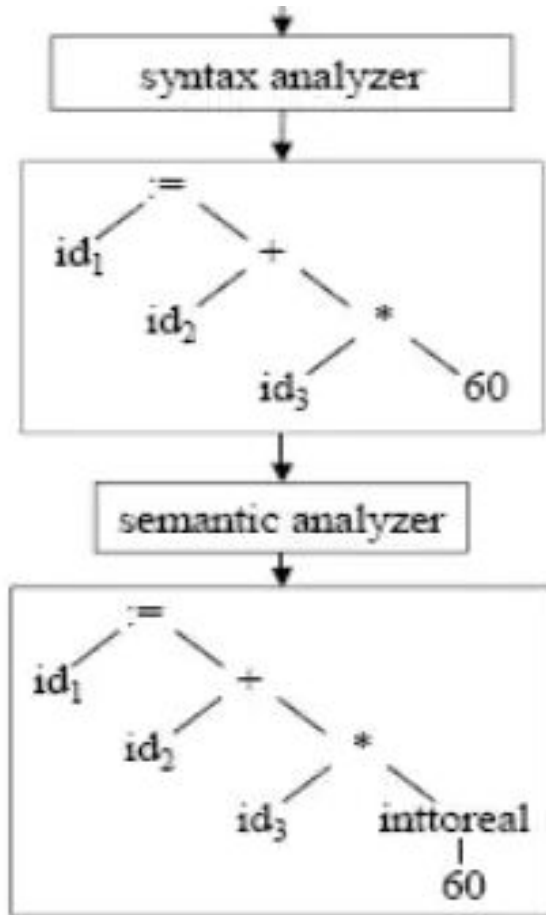 syntax analyzer
:=
id₁
+
id₂
*
id₃ 60
semantic analyzer
:=
id₁
+
id₂
*
id₃ inttoreal
60